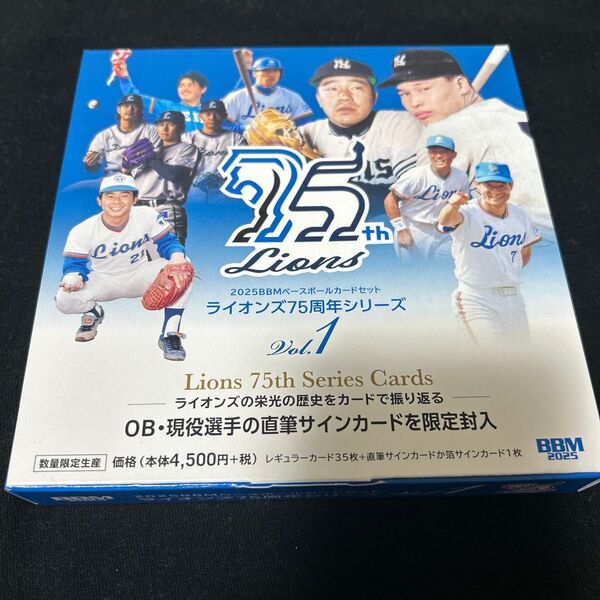 75th
Lions
Lions
21
Lions
7
2025BBMベースボールカードセット
ライオンズ75周年シリーズ
Vol.1
Lions 75th Series Cards
ライオンズの栄光の歴史をカードで振り返る
OB・現役選手の直筆サインカードを限定封入
数量限定生産 価格(本体4,500円+税) レギュラーカード35枚+直筆サインカードか箔サインカード1枚
BBM
2025
BBM